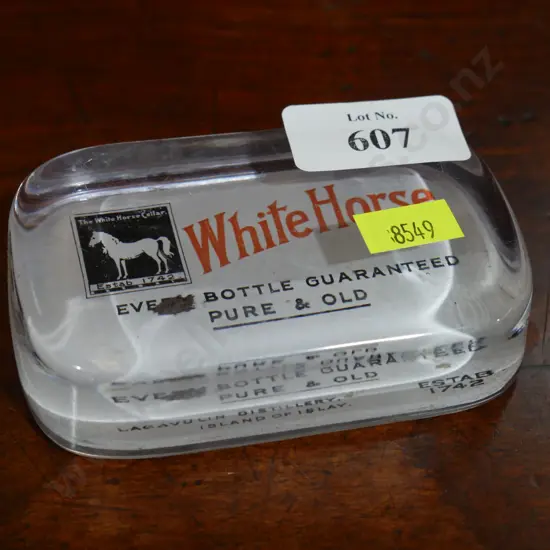 Lot No.
607
The White Horse Cellar.
Estab. 1742
White Horse
8549
BOTTLE GUARANTEED
PURE & OLD
BOTTLE GUARANTEED
PURE & OLD
ESTAB
1742
LAGAVULIN DISTILLERY
ISLAND OF ISLAY.